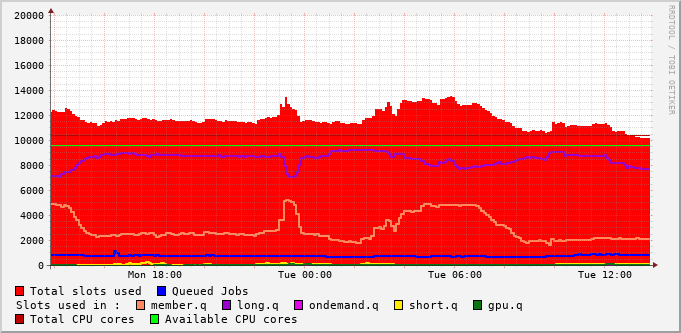 20000
18000
16000
14000
12000
10000
8000
6000
4000
2000
0
Mon 18:00 Tue 00:00 Tue 06:00 Tue 12:00
Total slots used Queued Jobs
Slots used in : member.q long.q ondemand.q short.q gpu.q
Total CPU cores Available CPU cores
RRDTOOL / TOBI OETIKER